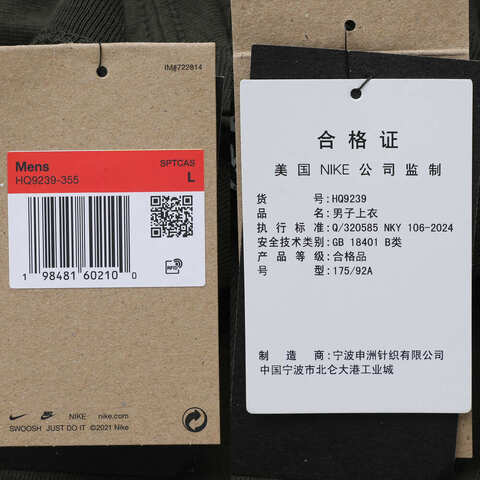 IM#722814
Mens
SPTCAS
HQ9239-355
L
1 98481 60210 0
RFID
NIKE nike.com
SWOOSH JUST DO IT ©2021 Nike
合格证
美国 NIKE 公司监制
货号:HQ9239
品名:男子上衣
执行标准:Q/320585 NKY 106-2024
安全技术类别:GB 18401 B类
产品等级:合格品
号型:175/92A
制造商:宁波申洲针织有限公司
中国宁波市北仑大港工业城